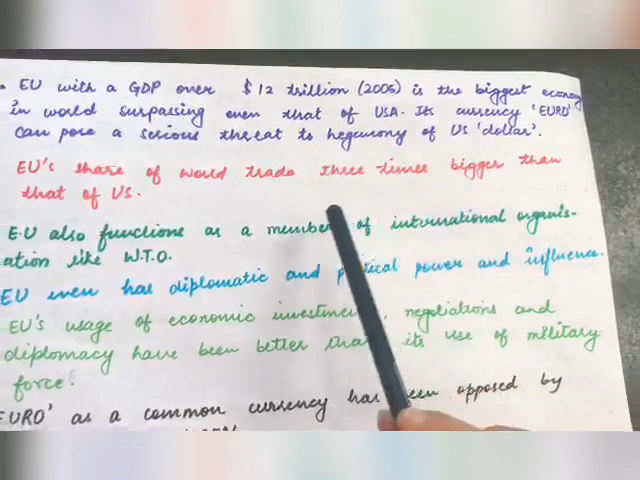 . EU with a GDP over $12 trillion (2005) is the biggest economy
in world surpassing even that of USA. Its currency 'EURO'
can pose a serious threat to hegemony of US 'dollar'.
EU's share of world trade three times bigger than
that of US.
E.U also functions as a member of international organis-
ation like W.T.O.
EU even has diplomatic and political power and influence.
EU's usage of economic investment, negotiations and
diplomacy have been better than its use of military
force.
EURO' as a common currency has been opposed by